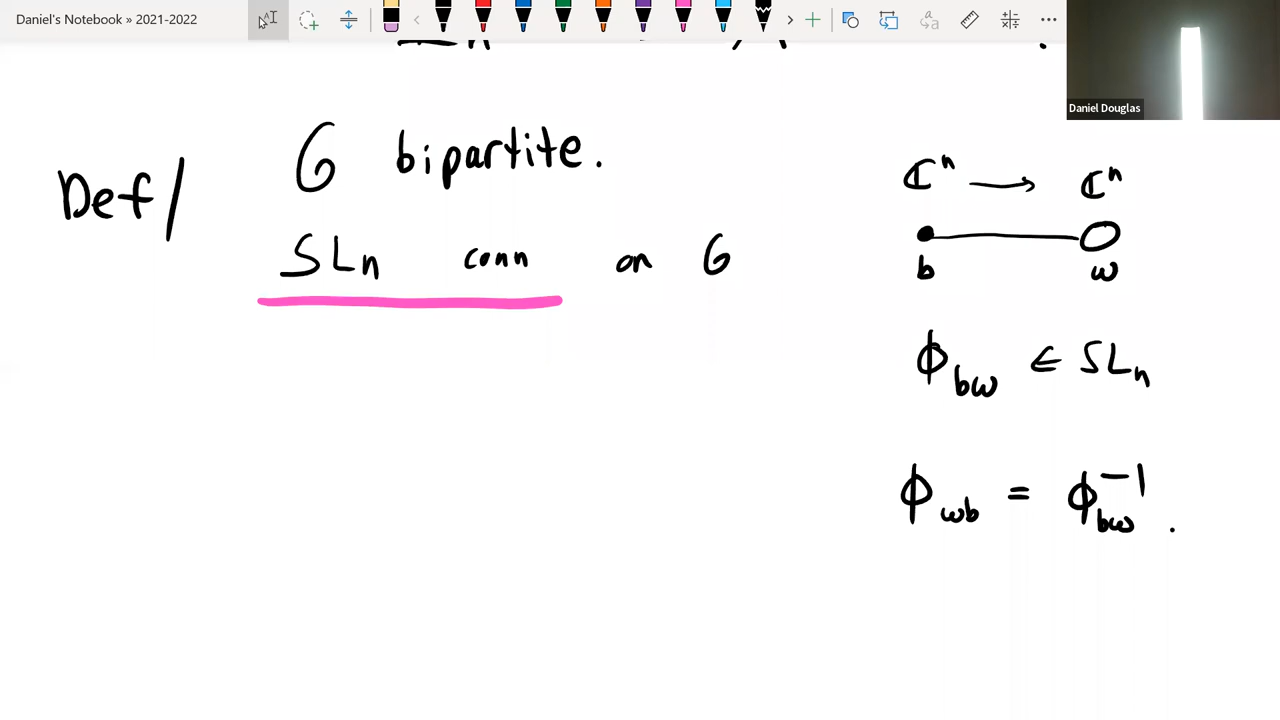 Daniel's Notebook » 2021-2022
Daniel Douglas
Def/ G bipartite.
SLn conn on G
ℂⁿ → ℂⁿ
b w
ϕ_bw ∈ SLn
ϕ_wb = ϕ_bw⁻¹.